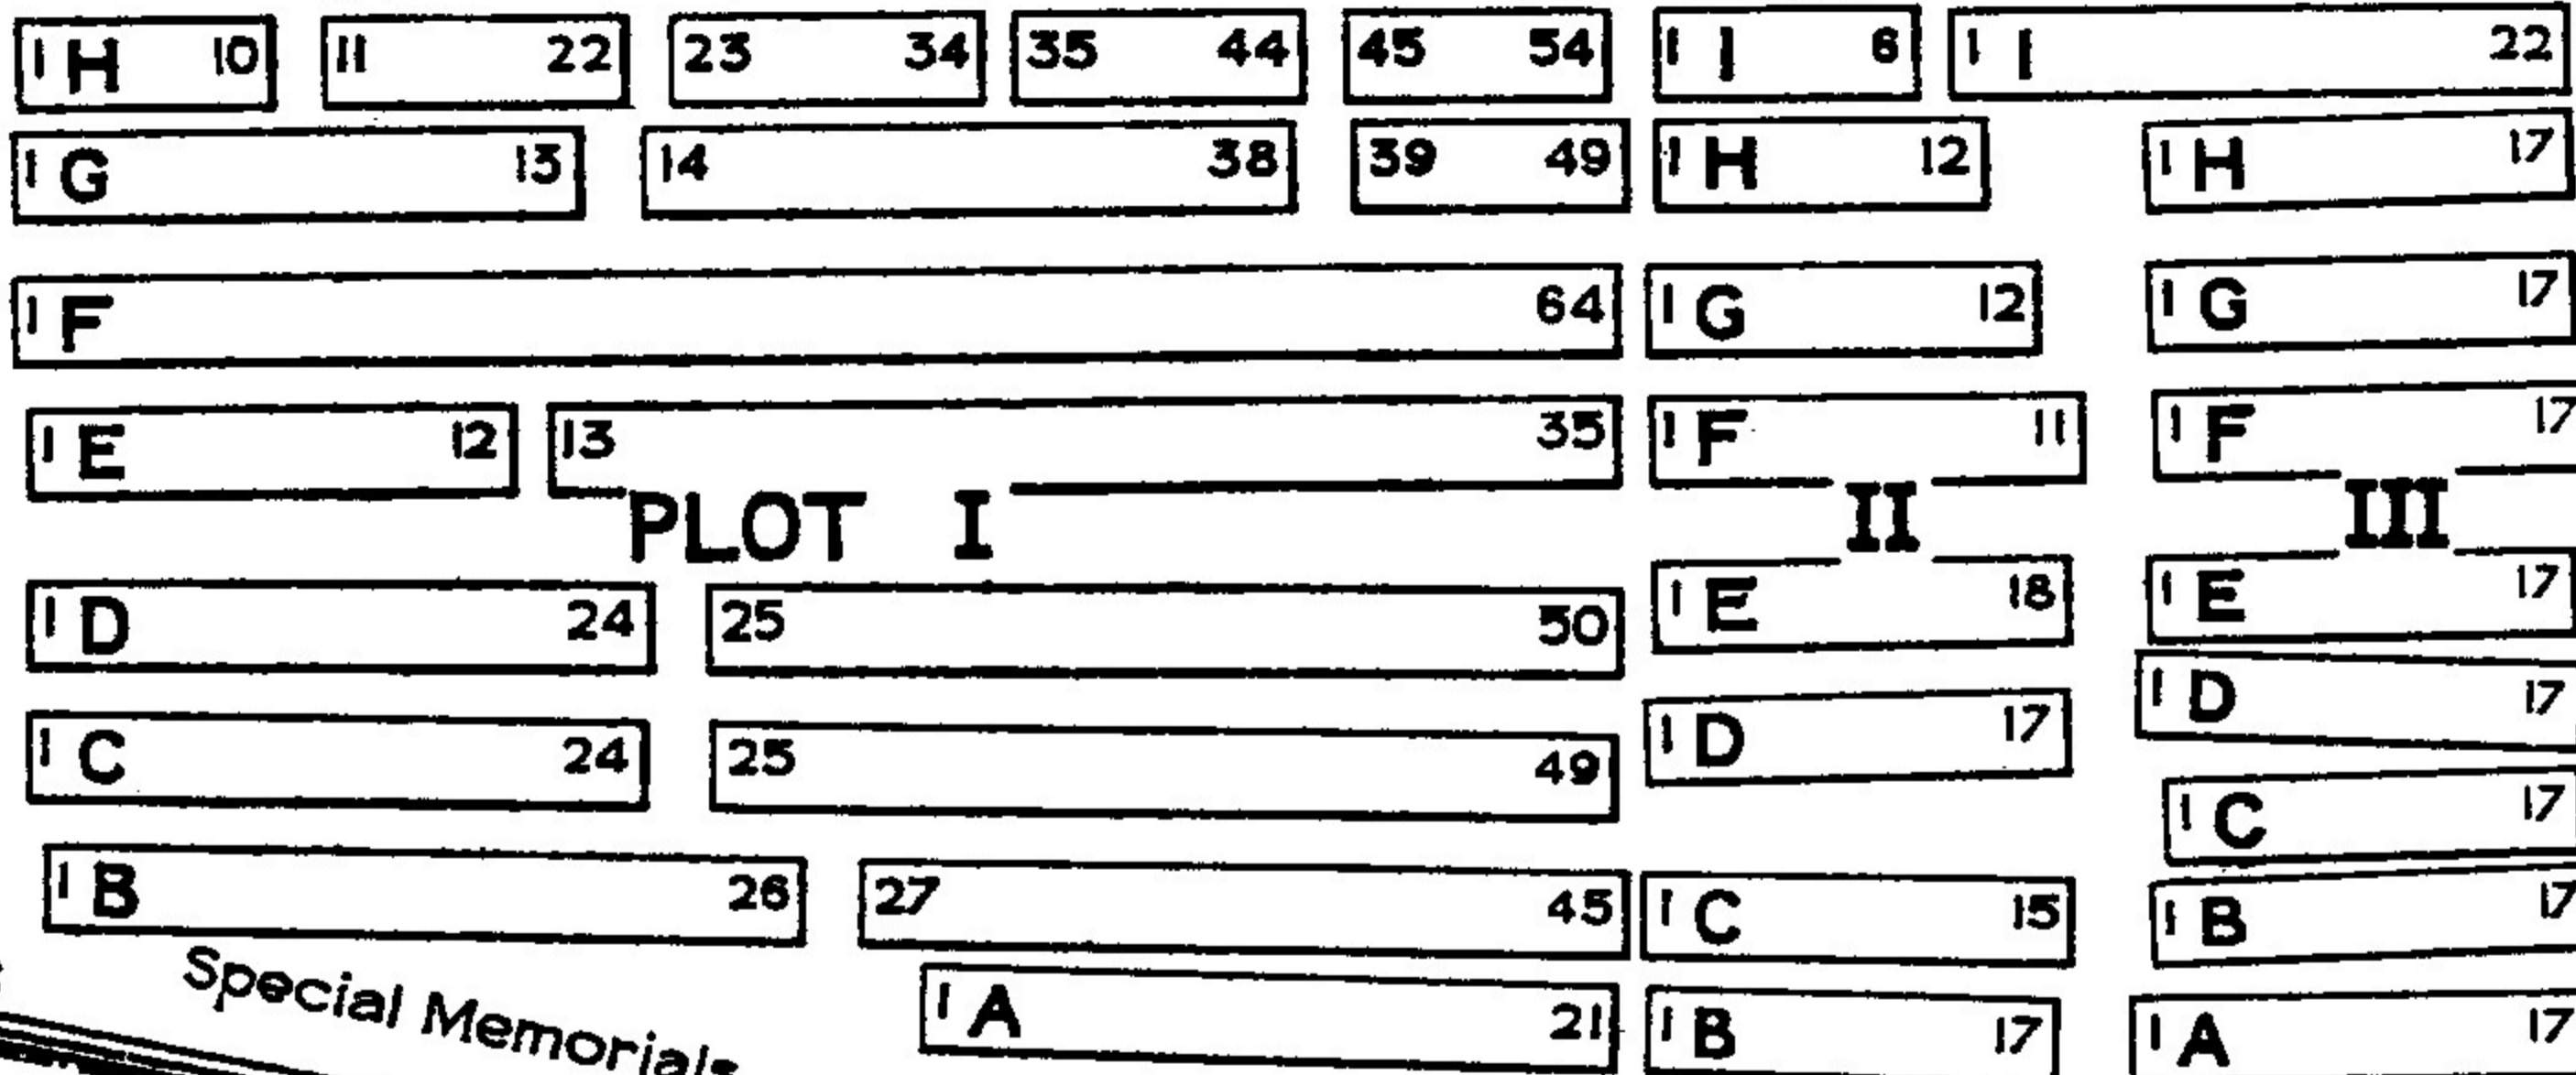 1 H 10 11 22 23 34 35 44 45 54 1 I 6 1 I 22
1 G 13 14 38 39 49 1 H 12 1 H 17
1 F 64 1 G 12 1 G 17
1 E 12 13 35 1 F 11 1 F 17
PLOT I II III
1 D 24 25 50 1 E 18 1 E 17
1 D 17 1 D 17
1 C 24 25 49 1 C 17
1 B 26 27 45 1 C 15 1 B 17
Special Memorials
1 A 21 1 B 17 1 A 17